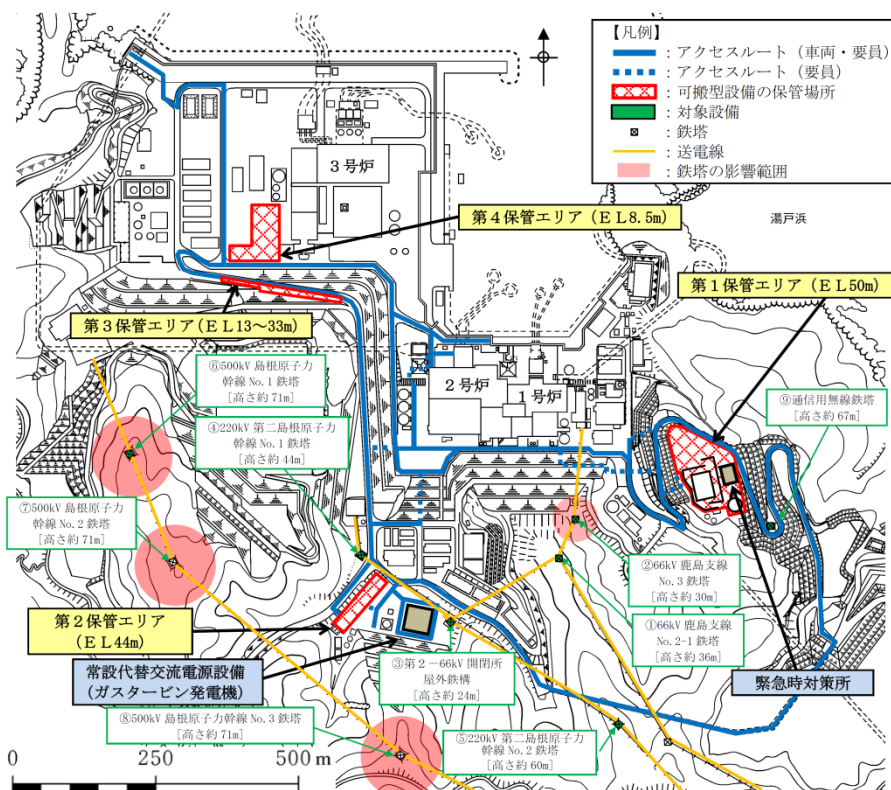 【凡例】
：アクセスルート（車両・要員）
：アクセスルート（要員）
：可搬型設備の保管場所
：対象設備
：鉄塔
：送電線
：鉄塔の影響範囲
3号炉
湯戸浜
第4保管エリア（EL8.5m）
第1保管エリア（EL50m）
第3保管エリア（EL13～33m）
⑥500kV 島根原子力
幹線 No.1 鉄塔
[高さ約 71m]
2号炉
1号炉
⑨通信用無線鉄塔
[高さ約 67m]
④220kV 第二島根原子力
幹線 No.1 鉄塔
[高さ約 44m]
⑦500kV 島根原子力
幹線 No.2 鉄塔
[高さ約 71m]
②66kV 鹿島支線
No.3 鉄塔
[高さ約 30m]
第2保管エリア
（EL44m）
①66kV 鹿島支線
No.2-1 鉄塔
[高さ約 36m]
③第2－66kV 開閉所
屋外鉄構
[高さ約 24m]
常設代替交流電源設備
（ガスタービン発電機）
緊急時対策所
⑧500kV 島根原子力幹線 No.3 鉄塔
[高さ約 71m]
⑤220kV 第二島根原子力
幹線 No.2 鉄塔
[高さ約 60m]
0 250 500 m